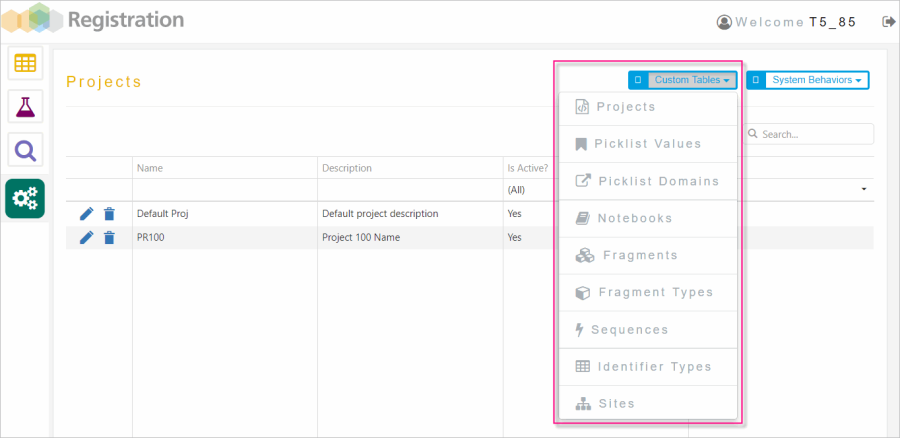 Registration
Welcome T5_85
Projects
Custom Tables
System Behaviors
Projects
Picklist Values
Picklist Domains
Notebooks
Fragments
Fragment Types
Sequences
Identifier Types
Sites
Search...
Name Description Is Active?
(All)
Default Proj Default project description Yes
PR100 Project 100 Name Yes